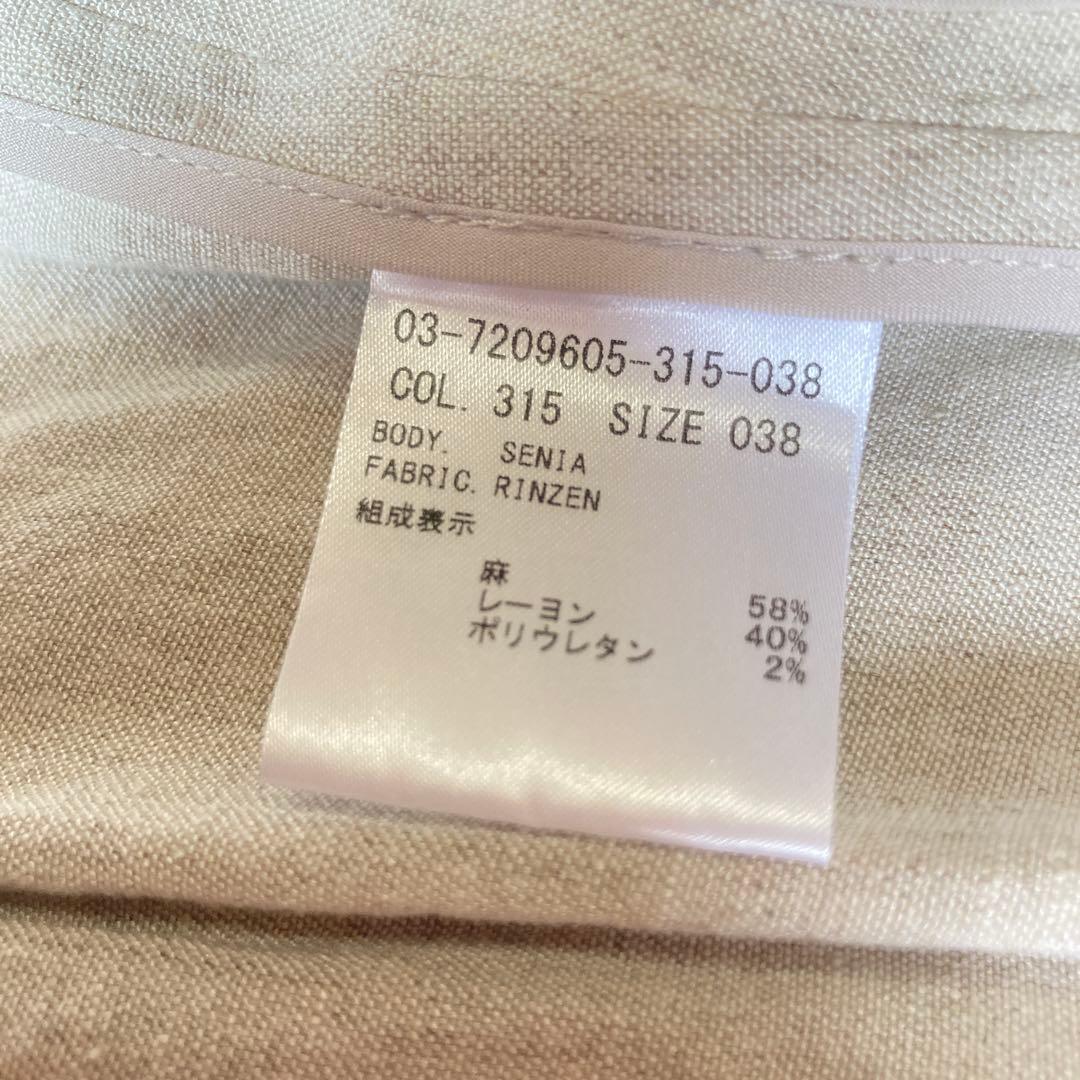 03-7209605-315-038
COL. 315 SIZE 038
BODY. SENIA
FABRIC. RINZEN
組成表示
麻 58%
レーヨン 40%
ポリウレタン 2%